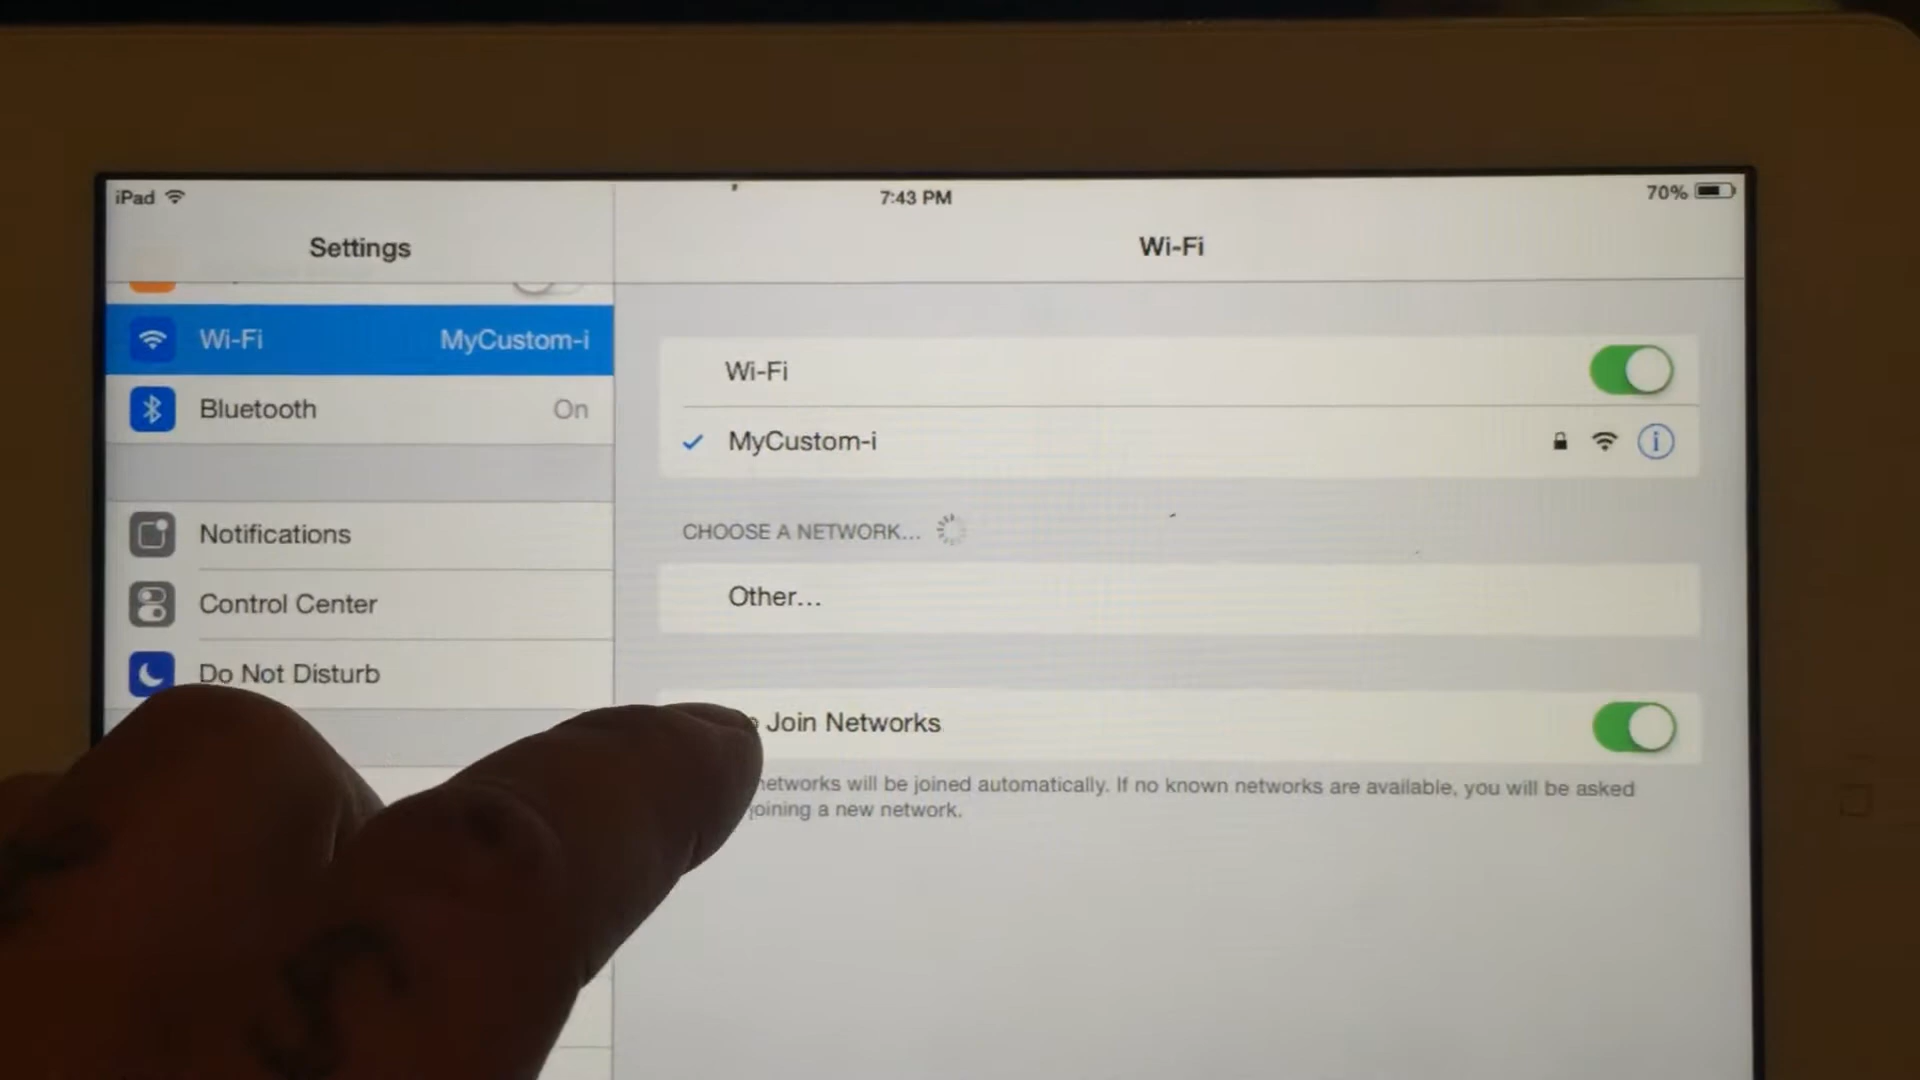 iPad
7:43 PM
70%
Settings
Wi-Fi
Wi-Fi MyCustom-i
Bluetooth On
Notifications
Control Center
Do Not Disturb
Wi-Fi
MyCustom-i
CHOOSE A NETWORK...
Other...
Join Networks
networks will be joined automatically. If no known networks are available, you will be asked
joining a new network.